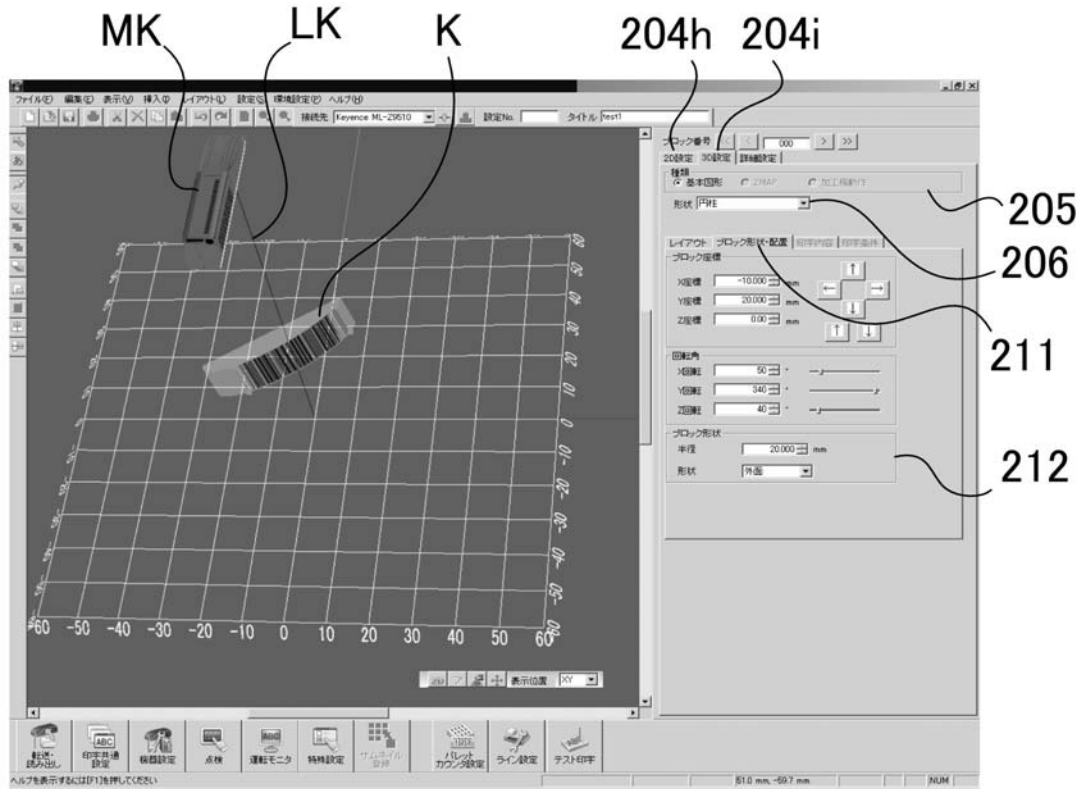 MK LK K 204h 204i
ファイル(F) 編集(E) 表示(V) 挿入(I) レイアウト(L) 設定(S) 環境設定(P) ヘルプ(H)
接続先 Keyence ML-Z9510 設定No. タイトル test1
ブロック番号 << < 000 > >>
2D設定 3D設定 詳細設定
種類
基本図形 ZMAP 加工機動作
205
形状 円柱
206
レイアウト ブロック形状・配置 印字内容 印字条件
ブロック座標
X座標 -10.000 mm
Y座標 20.000 mm
Z座標 0.00 mm
211
回転角
X回転 50 °
Y回転 340 °
Z回転 40 °
ブロック形状
半径 20.000 mm
形状 外面
212
60
50
40
30
20
10
0
-10
-20
-30
-40
-50
-60
-60 -50 -40 -30 -20 -10 0 10 20 30 40 50 60
2D 表示位置 XY
転送・読み出し 印字共通設定 機器設定 点検 運転モニタ 特殊設定 サムネイル登録 パレットカウンタ設定 ライン設定 テスト印字
ヘルプを表示するには[F1]を押してください 51.0 mm, -59.7 mm NUM